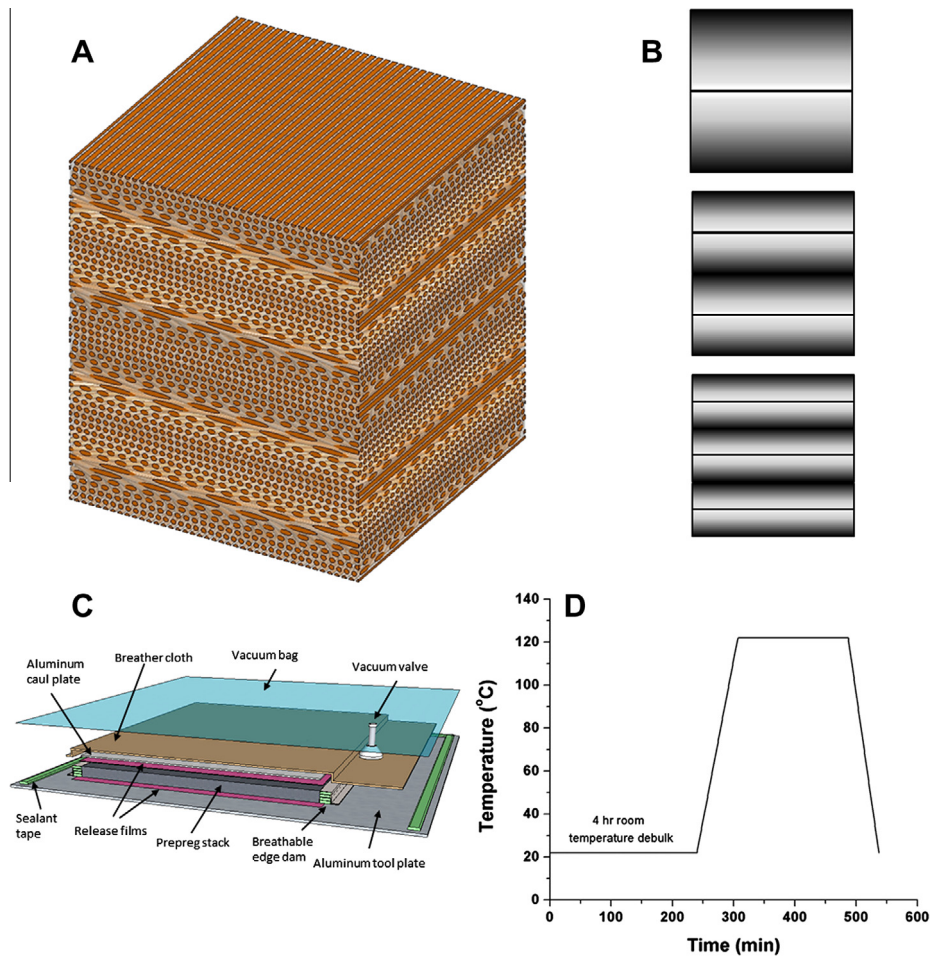 A
B
C
Vacuum bag
Vacuum valve
Breather cloth
Aluminum
caul plate
Sealant
tape
Release films
Prepreg stack
Breathable
edge dam
Aluminum tool plate
D
140
120
100
80
60
40
20
0
Temperature (°C)
4 hr room
temperature debulk
0 100 200 300 400 500 600
Time (min)